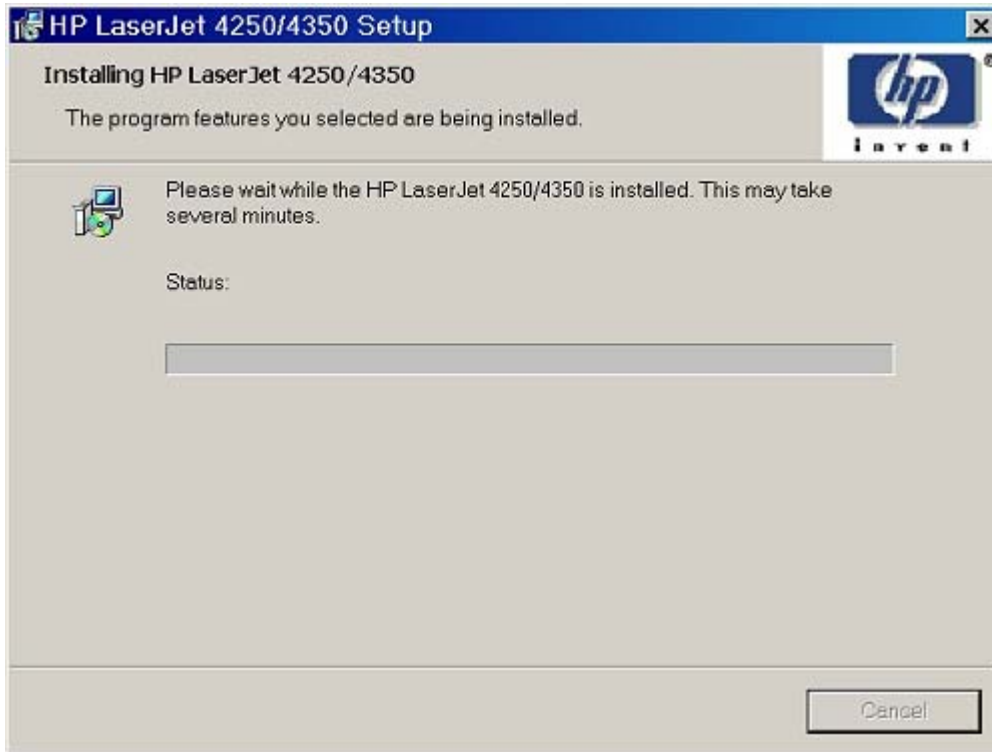 HP LaserJet 4250/4350 Setup
Installing HP LaserJet 4250/4350
The program features you selected are being installed.
hp
®
invent
Please wait while the HP LaserJet 4250/4350 is installed. This may take
several minutes.
Status:
Cancel